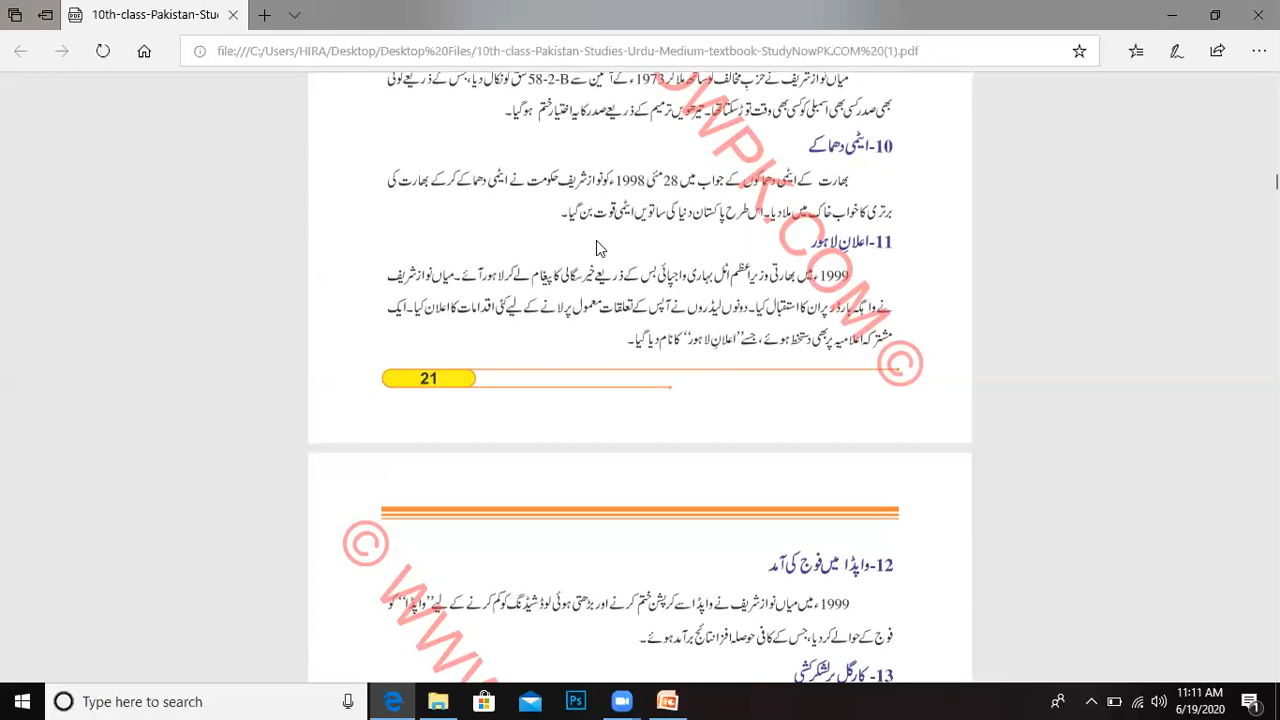 10th-class-Pakistan-Stu
file:///C:/Users/HIRA/Desktop/Desktop%20Files/10th-class-Pakistan-Studies-Urdu-Medium-textbook-StudyNowPK.COM%20(1).pdf
میاں نواز شریف نے حزبِ مخالف کو ساتھ ملا کر 1973ء کے آئین سے 58-2-B شق کو نکال دیا، جس کے ذریعے کوئی
بھی صدر کسی بھی اسمبلی کو کسی بھی وقت توڑ سکتا تھا۔ تیرھویں ترمیم کے ذریعے صدر کا یہ اختیار ختم ہو گیا۔
10- ایٹمی دھماکے
بھارت کے ایٹمی دھماکوں کے جواب میں 28 مئی 1998ء کو نواز شریف حکومت نے ایٹمی دھماکے کرکے بھارت کی
برتری کا خواب خاک میں ملا دیا۔ اس طرح پاکستان دنیا کی ساتویں ایٹمی قوت بن گیا۔
11- اعلانِ لاہور
1999ء میں بھارتی وزیراعظم اٹل بہاری واجپائی بس کے ذریعے خیر سگالی کا پیغام لے کر لاہور آئے۔ میاں نواز شریف
نے واہگہ بارڈر پر ان کا استقبال کیا۔ دونوں لیڈروں نے آپس کے تعلقات معمول پر لانے کے لیے کئی اقدامات کا اعلان کیا۔ ایک
مشترکہ اعلامیہ پر بھی دستخط ہوئے، جسے ”اعلانِ لاہور“ کا نام دیا گیا۔
21
OWPK.COM ©
12- واپڈا میں فوج کی آمد
1999ء میں میاں نواز شریف نے واپڈا سے کرپشن ختم کرنے اور بڑھتی ہوئی لوڈ شیڈنگ کو کم کرنے کے لیے ”واپڈا“ کو
فوج کے حوالے کر دیا، جس کے کافی حوصلہ افزا نتائج برآمد ہوئے۔
13- کارگل پر لشکر کشی
© WWW.
Type here to search
11:11 AM
6/19/2020